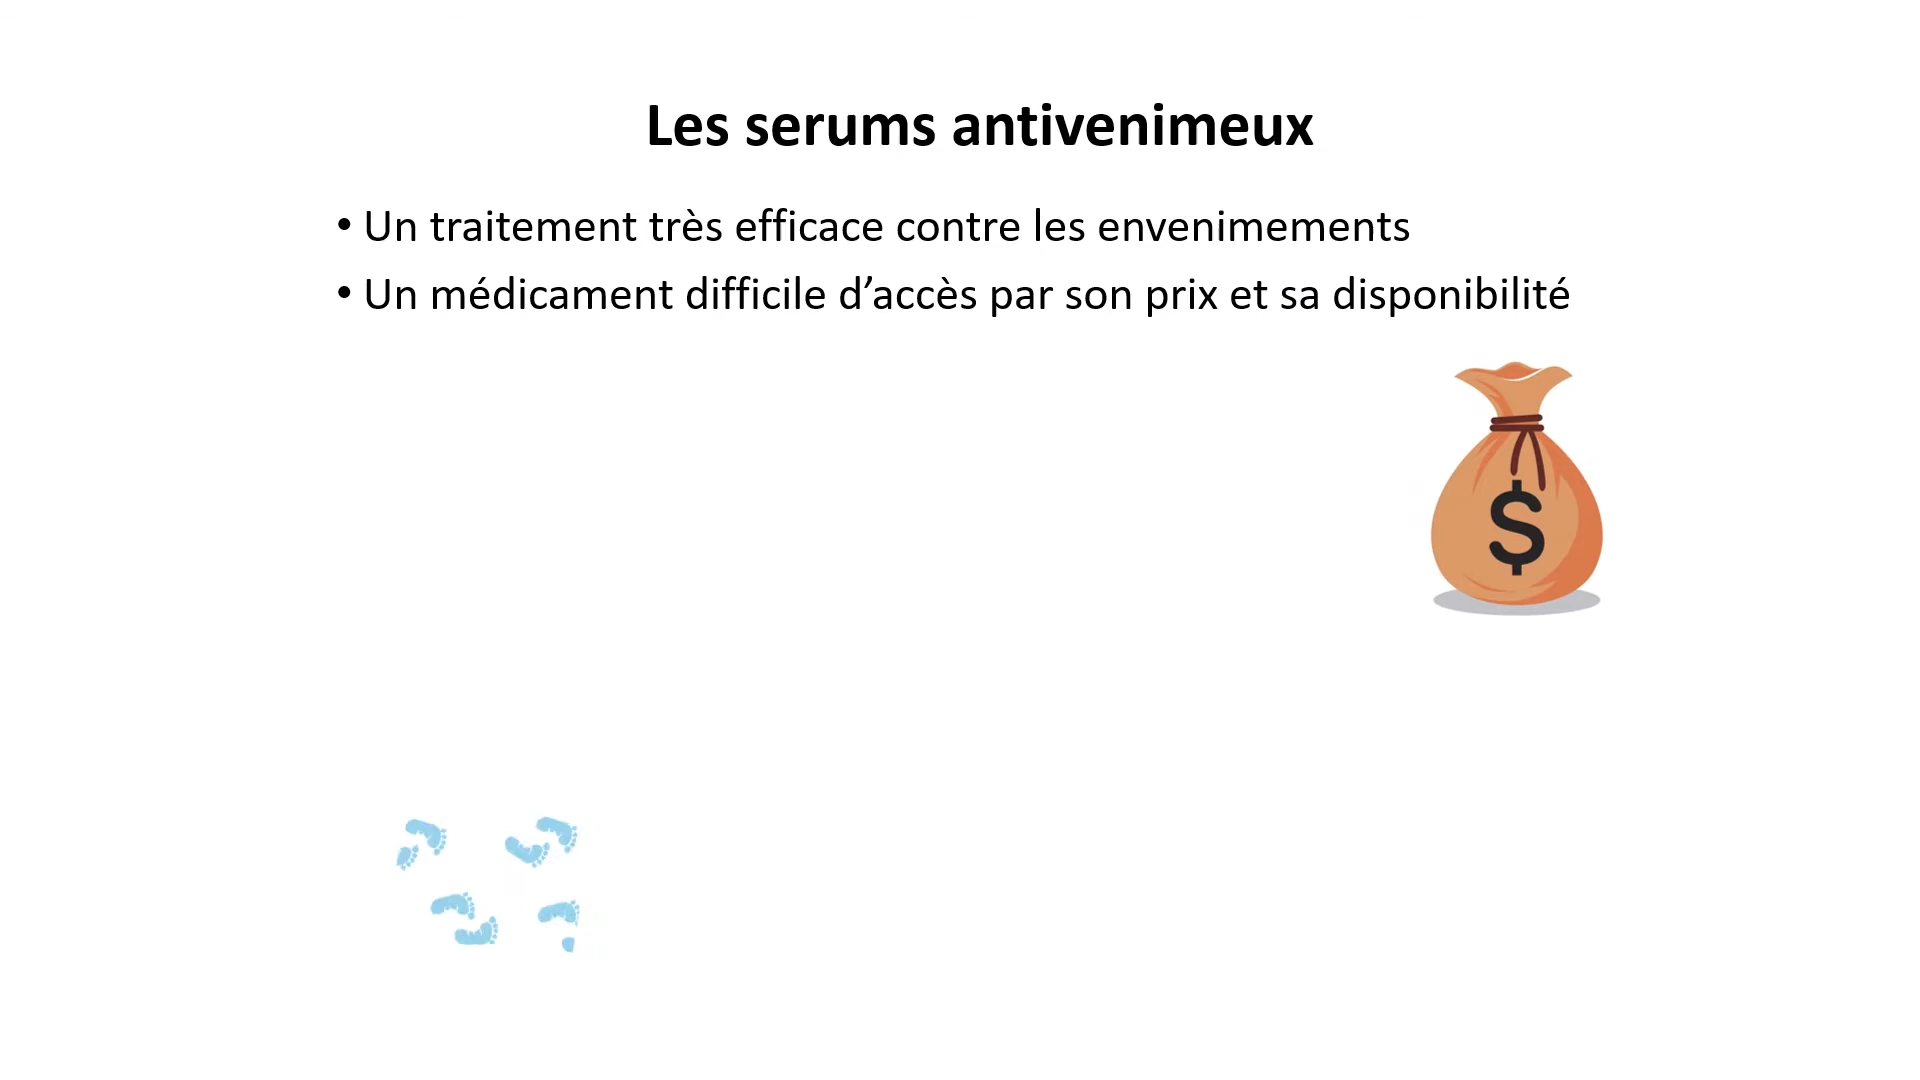 Les serums antivenimeux
• Un traitement très efficace contre les envenimements
• Un médicament difficile d’accès par son prix et sa disponibilité
$